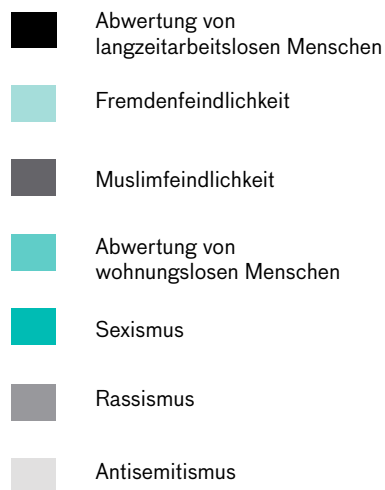 Abwertung von
langzeitarbeitslosen Menschen
Fremdenfeindlichkeit
Muslimfeindlichkeit
Abwertung von
wohnungslosen Menschen
Sexismus
Rassismus
Antisemitismus